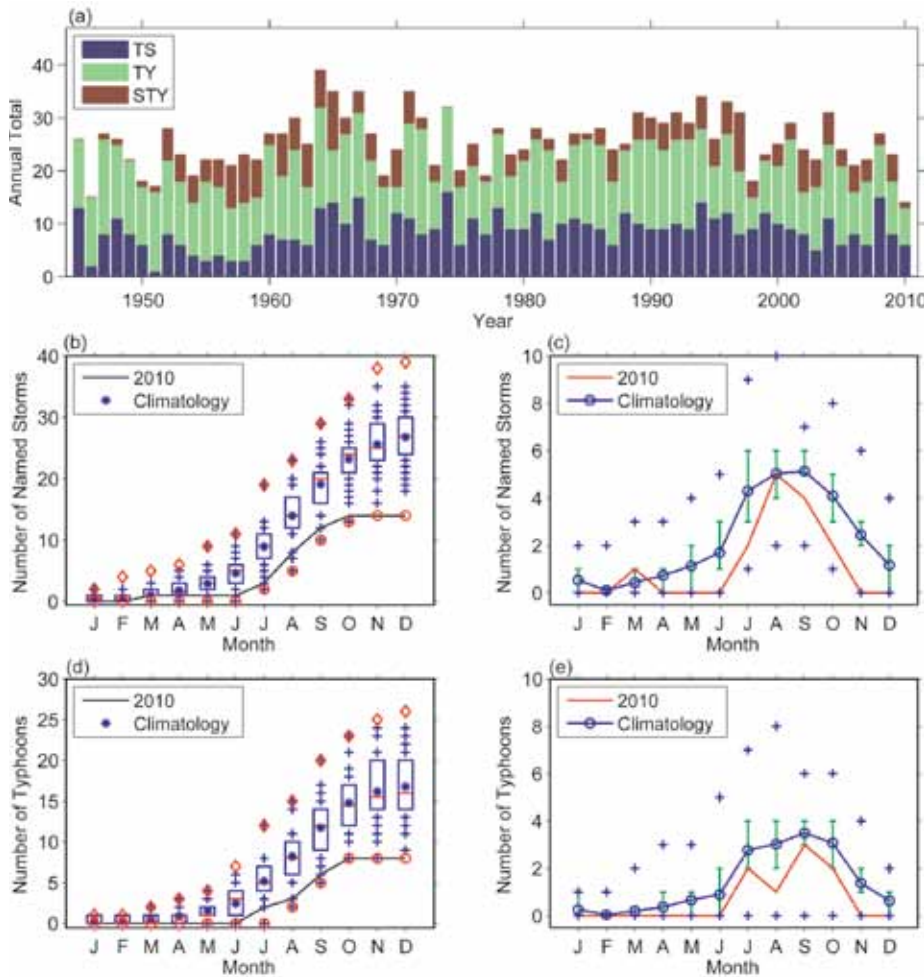 (a)
TS
TY
STY
Annual Total
40
30
20
10
0
1950 1960 1970 1980 1990 2000 2010
Year
(b)
2010
Climatology
Number of Named Storms
40
30
20
10
0
J F M A M J J A S O N D
Month
(c)
2010
Climatology
Number of Named Storms
10
8
6
4
2
0
J F M A M J J A S O N D
Month
(d)
2010
Climatology
Number of Typhoons
30
25
20
15
10
5
0
J F M A M J J A S O N D
Month
(e)
2010
Climatology
Number of Typhoons
10
8
6
4
2
0
J F M A M J J A S O N D
Month